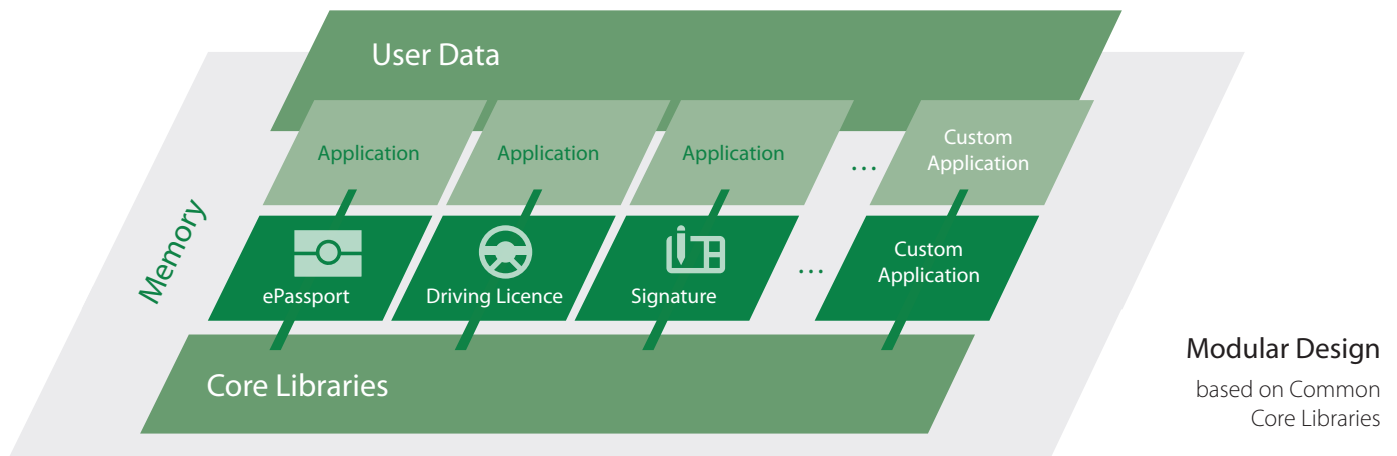 User Data
Application
Application
Application
...
Custom
Application
Memory
ePassport
Driving Licence
Signature
...
Custom
Application
Core Libraries
Modular Design
based on Common
Core Libraries